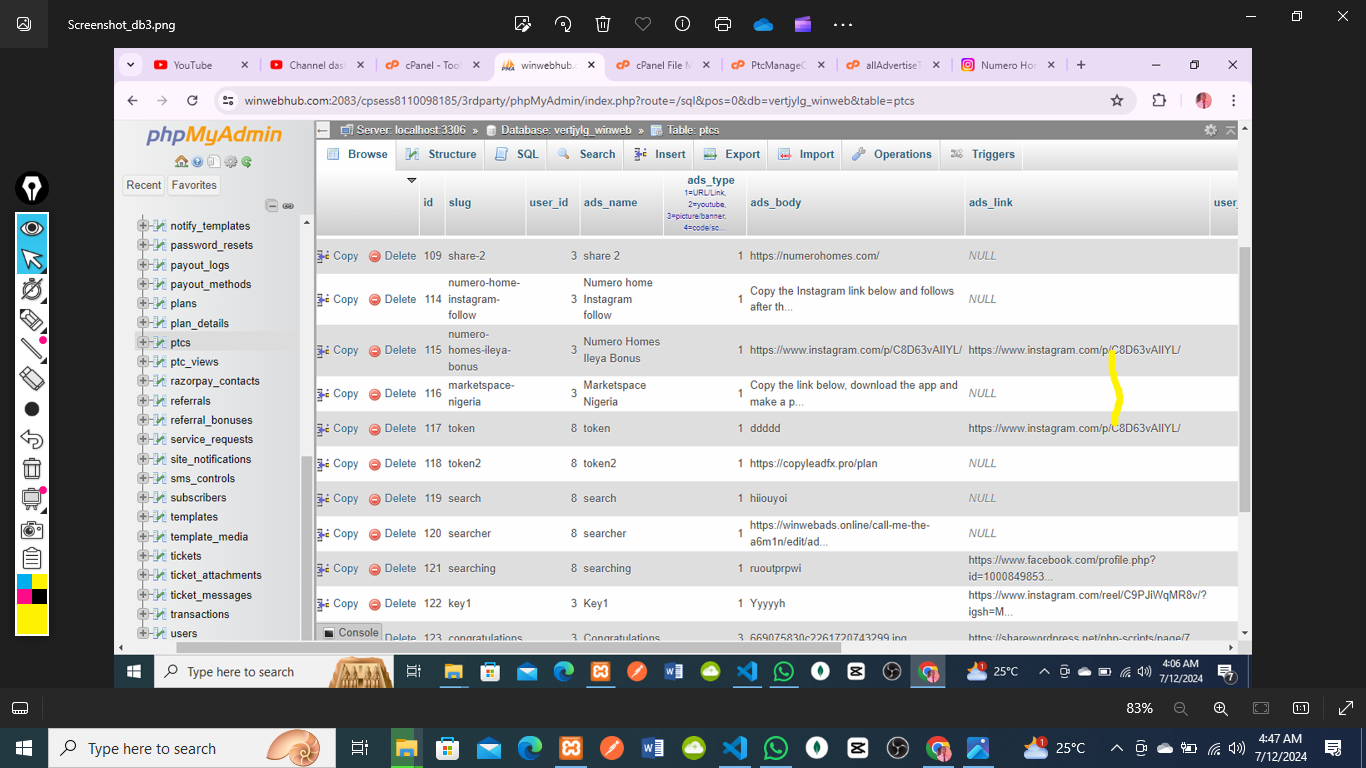 Screenshot_db3.png
YouTube
Channel das
cPanel - Tool
winwebhub.c
cPanel File M
PtcManageC
allAdvertiseT
Numero Hor
winwebhub.com:2083/cpsess8110098185/3rdparty/phpMyAdmin/index.php?route=/sql&pos=0&db=vertjylg_winweb&table=ptcs
phpMyAdmin
Recent Favorites
notify_templates
password_resets
payout_logs
payout_methods
plans
plan_details
ptcs
ptc_views
razorpay_contacts
referrals
referral_bonuses
service_requests
site_notifications
sms_controls
subscribers
templates
template_media
tickets
ticket_attachments
ticket_messages
transactions
users
Server: localhost:3306 » Database: vertjylg_winweb » Table: ptcs
Browse Structure SQL Search Insert Export Import Operations Triggers
id slug user_id ads_name ads_type ads_body ads_link user_
1=URL/Link,
2=youtube,
3=picture/banner,
4=code/sc...
Copy Delete 109 share-2 3 share 2 1 https://numerohomes.com/ NULL
Copy Delete 114 numero-home-instagram-follow 3 Numero home Instagram follow 1 Copy the Instagram link below and follows after th... NULL
Copy Delete 115 numero-homes-ileya-bonus 3 Numero Homes Ileya Bonus 1 https://www.instagram.com/p/C8D63vAIIYL/ https://www.instagram.com/p/C8D63vAIIYL/
Copy Delete 116 marketspace-nigeria 3 Marketspace Nigeria 1 Copy the link below, download the app and make a p... NULL
Copy Delete 117 token 8 token 1 ddddd https://www.instagram.com/p/C8D63vAIIYL/
Copy Delete 118 token2 8 token2 1 https://copyleadfx.pro/plan NULL
Copy Delete 119 search 8 search 1 hiiouyoi NULL
Copy Delete 120 searcher 8 searcher 1 https://winwebads.online/call-me-the-a6m1n/edit/ad... NULL
Copy Delete 121 searching 8 searching 1 ruoutprpwi https://www.facebook.com/profile.php?id=1000849853...
Copy Delete 122 key1 3 Key1 1 Yyyyyh https://www.instagram.com/reel/C9PJiWqMR8v/?igsh=M...
Delete 123 congratulations 3 Congratulations 3 669075830c2261720743299.jpg https://sharewordpress.net/php-scripts/page/7
Console
Type here to search
25°C
4:06 AM
7/12/2024
7
83%
1:1
Type here to search
25°C
4:47 AM
7/12/2024